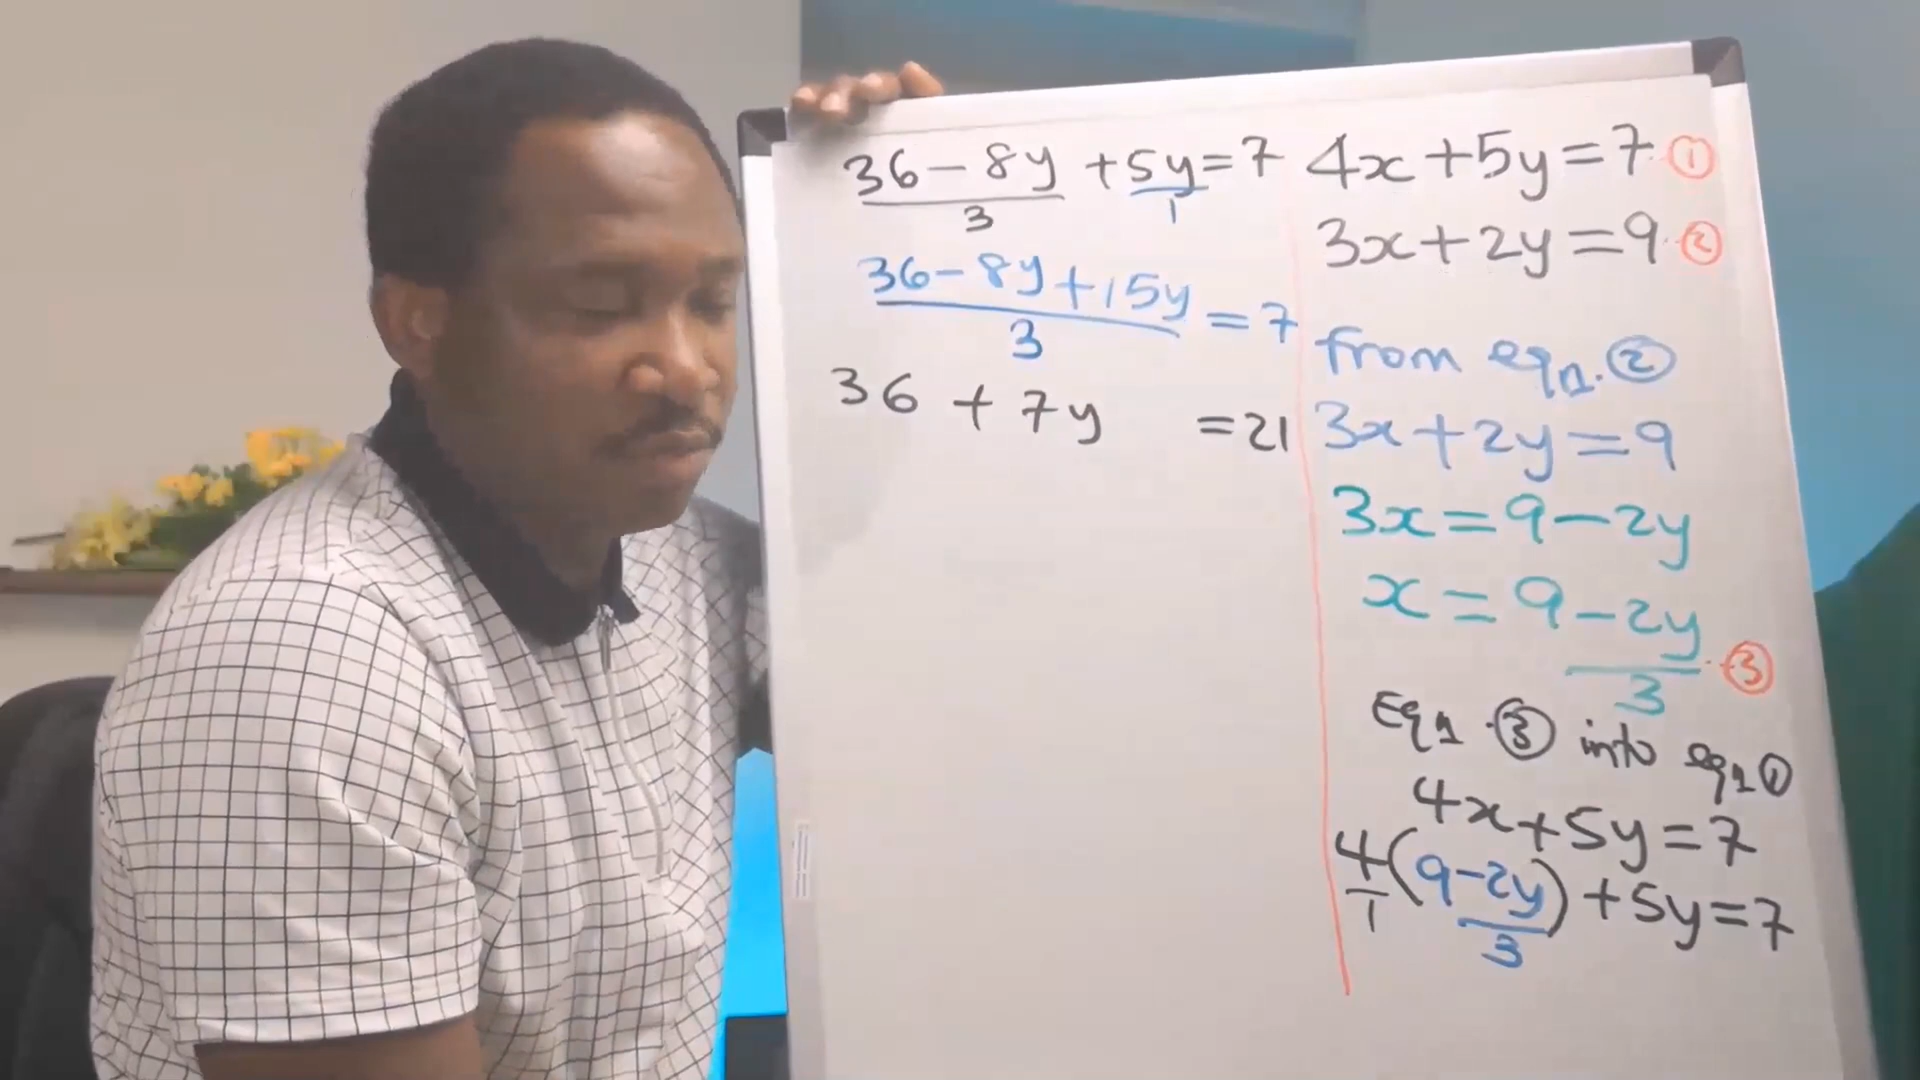 4x+5y=7 ①
3x+2y=9 ②
from eqn. ②
3x+2y=9
3x=9-2y
x=9-2y/3 ③
Eqn ③ into eqn ①
4x+5y=7
4/1(9-2y/3)+5y=7
36-8y/3+5y/1=7
36-8y+15y/3=7
36+7y=21